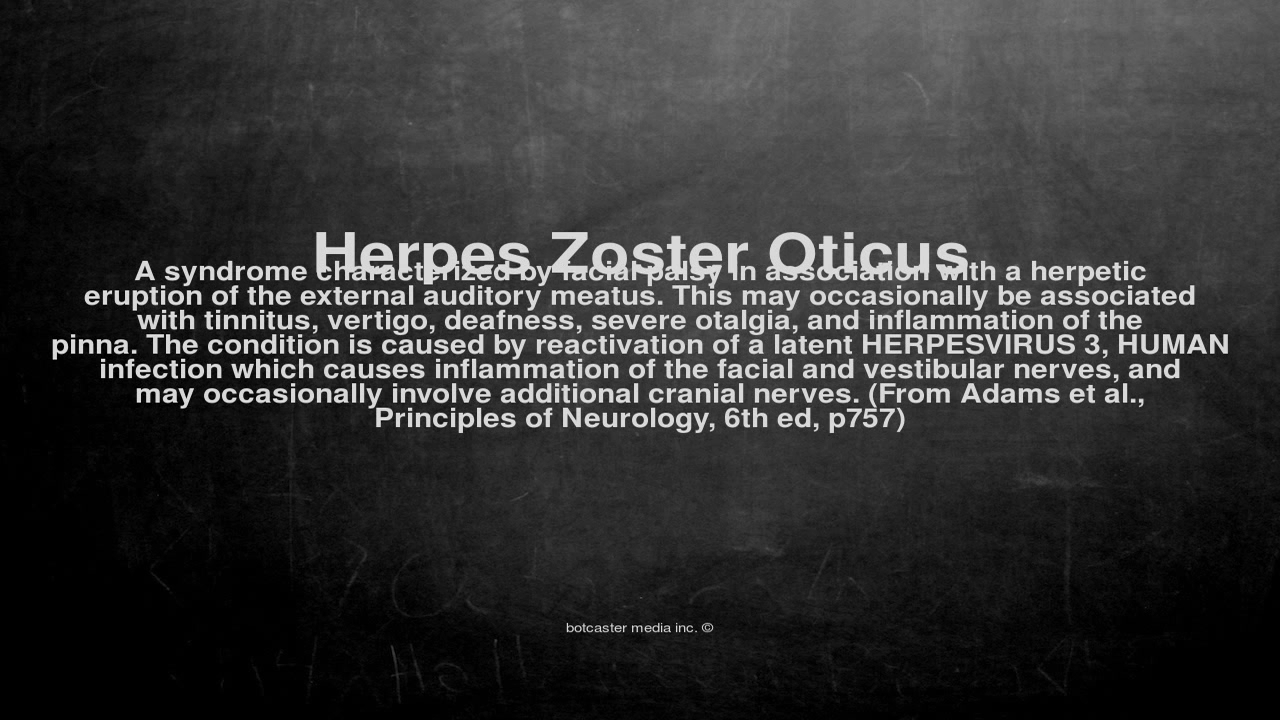 Herpes Zoster Oticus
A syndrome characterized by facial palsy in association with a herpetic
eruption of the external auditory meatus. This may occasionally be associated
with tinnitus, vertigo, deafness, severe otalgia, and inflammation of the
pinna. The condition is caused by reactivation of a latent HERPESVIRUS 3, HUMAN
infection which causes inflammation of the facial and vestibular nerves, and
may occasionally involve additional cranial nerves. (From Adams et al.,
Principles of Neurology, 6th ed, p757)
botcaster media inc. ©